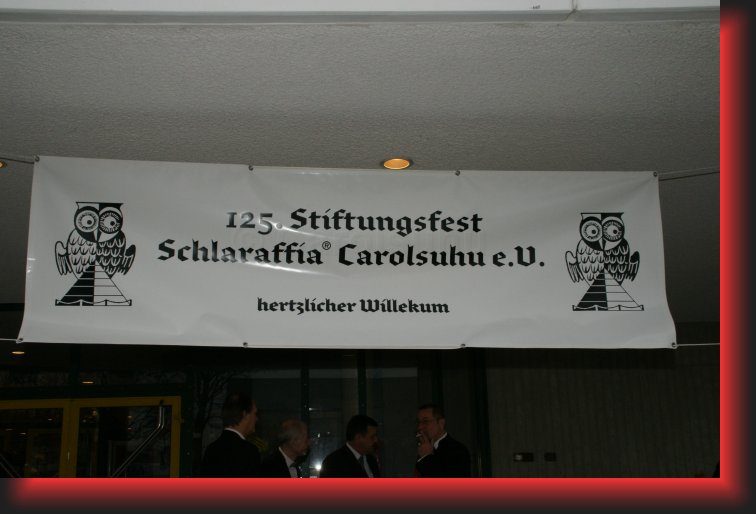 125. Stiftungsfest
Schlaraffia® Carolsuhu e.V.
hertzlicher Willekum